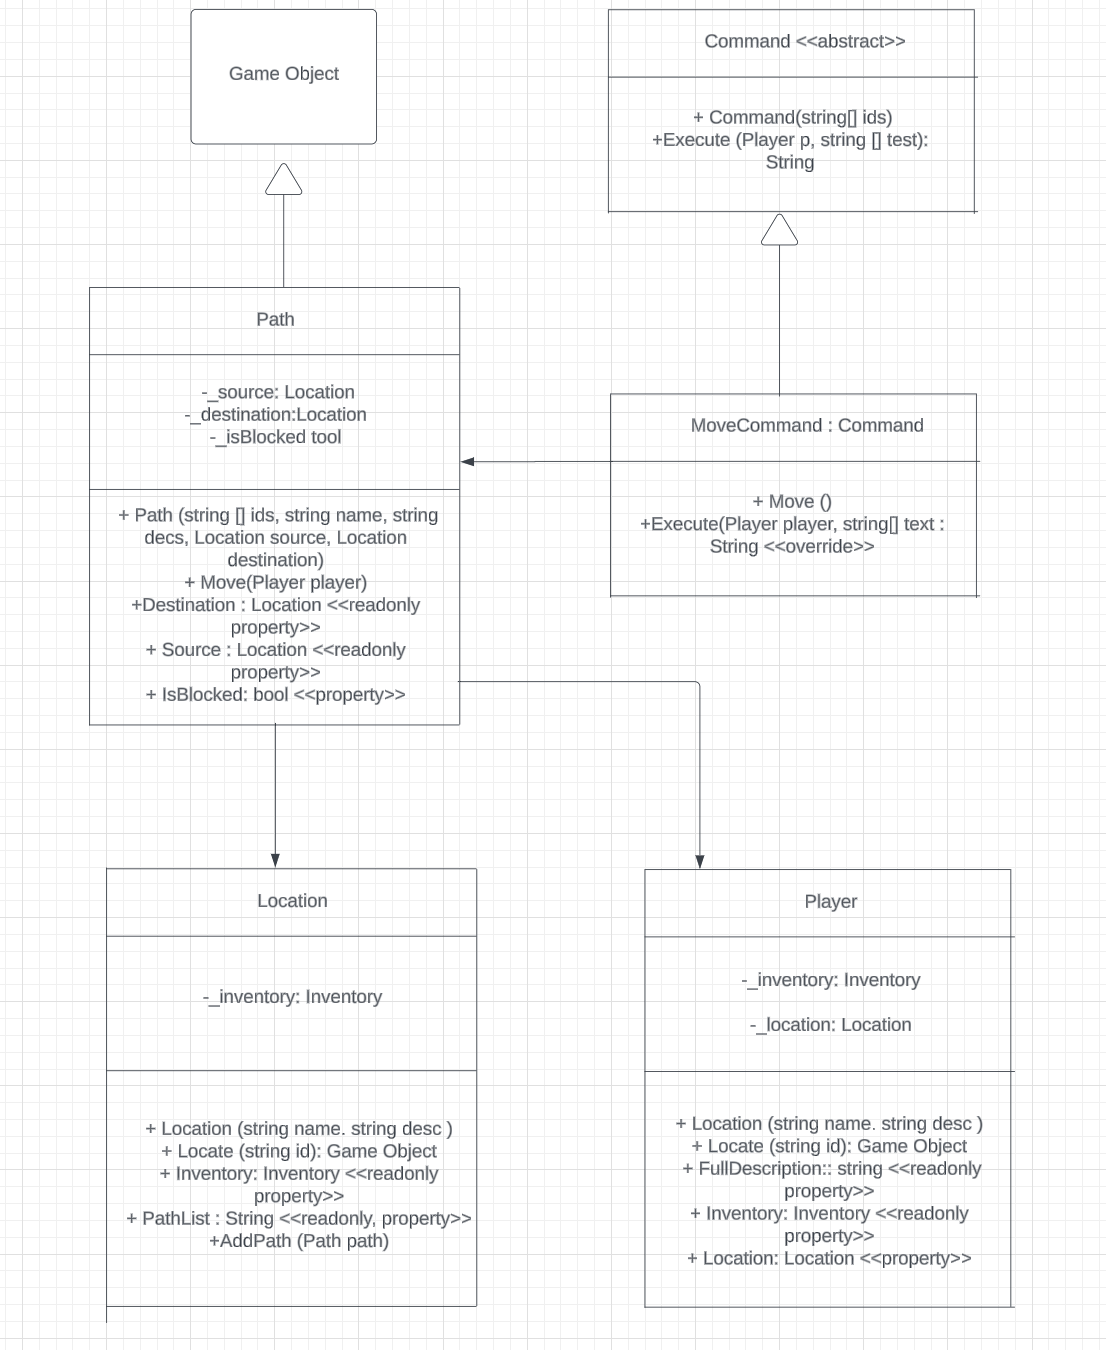 Game Object
Command <<abstract>>
+ Command(string[] ids)
+Execute (Player p, string [] test):
String
Path
-_source: Location
-_destination:Location
-_isBlocked tool
+ Path (string [] ids, string name, string
decs, Location source, Location
destination)
+ Move(Player player)
+Destination : Location <<readonly
property>>
+ Source : Location <<readonly
property>>
+ IsBlocked: bool <<property>>
MoveCommand : Command
+ Move ()
+Execute(Player player, string[] text :
String <<override>>
Location
-_inventory: Inventory
+ Location (string name. string desc )
+ Locate (string id): Game Object
+ Inventory: Inventory <<readonly
property>>
+ PathList : String <<readonly, property>>
+AddPath (Path path)
Player
-_inventory: Inventory
-_location: Location
+ Location (string name. string desc )
+ Locate (string id): Game Object
+ FullDescription:: string <<readonly
property>>
+ Inventory: Inventory <<readonly
property>>
+ Location: Location <<property>>